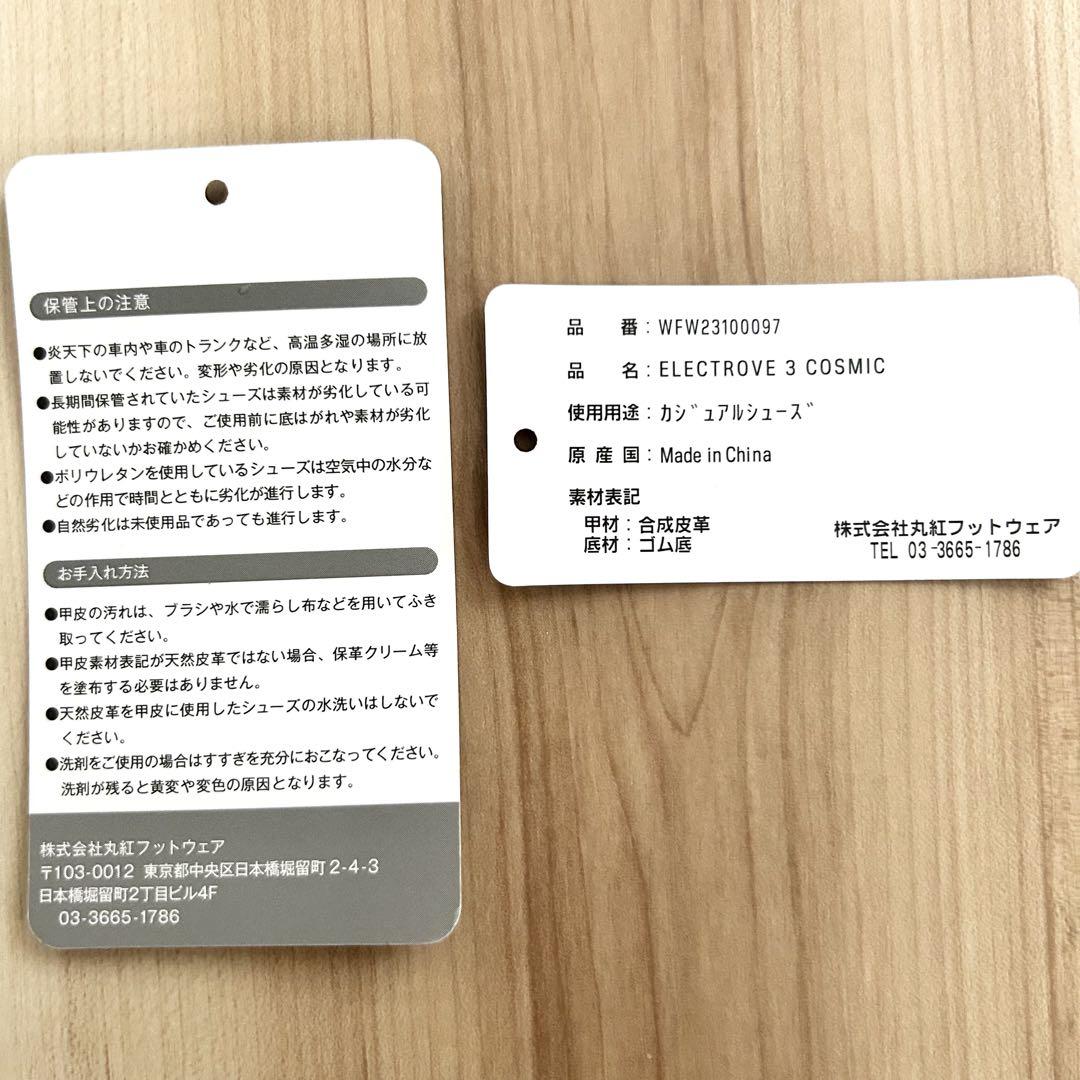 保管上の注意
●炎天下の車内や車のトランクなど、高温多湿の場所に放
置しないでください。変形や劣化の原因となります。
●長期間保管されていたシューズは素材が劣化している可
能性がありますので、ご使用前に底はがれや素材が劣化
していないかお確かめください。
●ポリウレタンを使用しているシューズは空気中の水分な
どの作用で時間とともに劣化が進行します。
●自然劣化は未使用品であっても進行します。
お手入れ方法
●甲皮の汚れは、ブラシや水で濡らし布などを用いてふき
取ってください。
●甲皮素材表記が天然皮革ではない場合、保革クリーム等
を塗布する必要はありません。
●天然皮革を甲皮に使用したシューズの水洗いはしないで
ください。
●洗剤をご使用の場合はすすぎを充分におこなってください。
洗剤が残ると黄変や変色の原因となります。
株式会社丸紅フットウェア
〒103-0012 東京都中央区日本橋堀留町2-4-3
日本橋堀留町2丁目ビル4F
03-3665-1786
品 番：WFW23100097
品 名：ELECTROVE 3 COSMIC
使用用途：ｶｼﾞｭｱﾙｼｭｰｽﾞ
原 産 国：Made in China
素材表記
甲材：合成皮革
底材：ゴム底
株式会社丸紅フットウェア
TEL 03-3665-1786